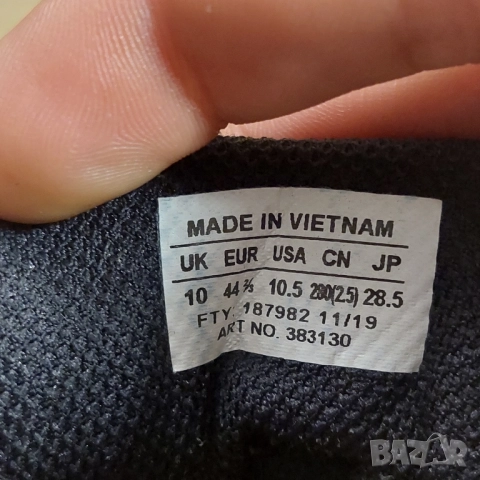 MADE IN VIETNAM
UK EUR USA CN JP
10 44⅔ 10.5 280(2.5) 28.5
FTY. 187982 11/19
ART NO. 383130
BAZAR